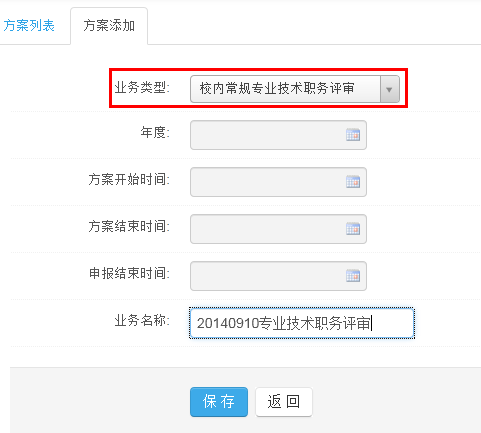 方案列表 方案添加
业务类型: 校内常规专业技术职务评审
年度:
方案开始时间:
方案结束时间:
申报结束时间:
业务名称: 20140910专业技术职务评审
保存 返回